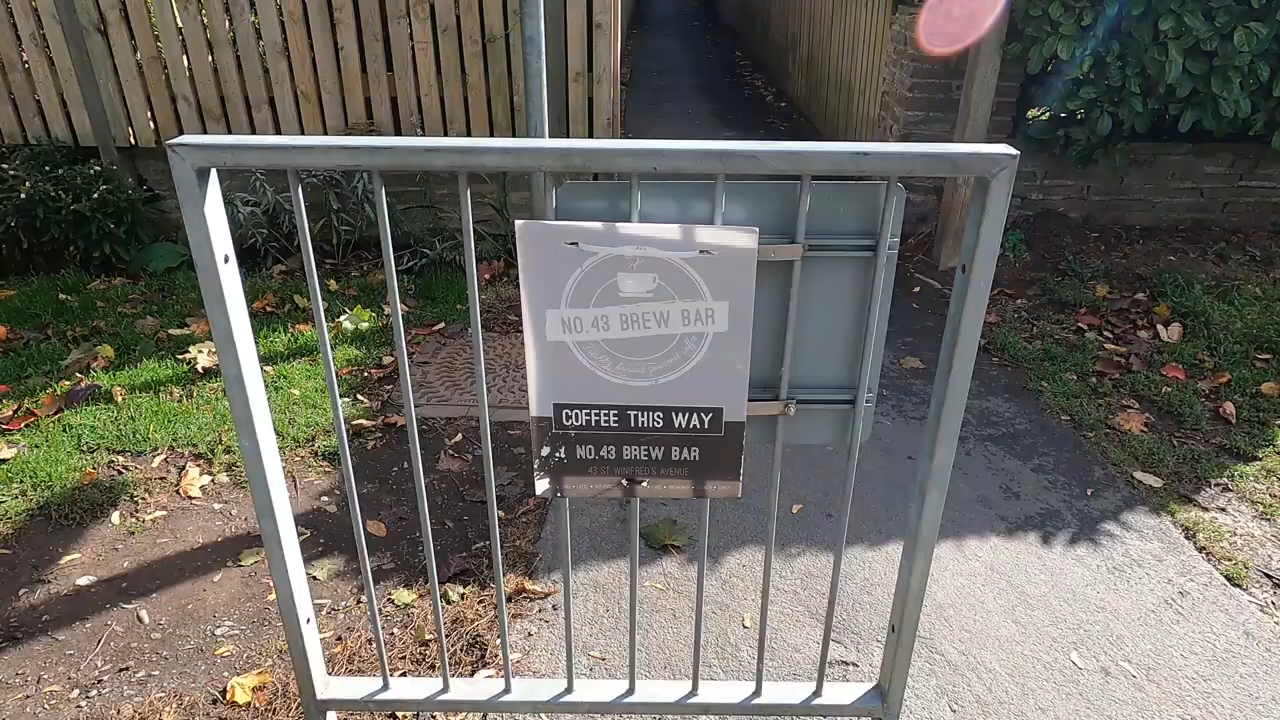 NO.43 BREW BAR
COFFEE THIS WAY
NO.43 BREW BAR
43 ST WINIFRED'S AVENUE